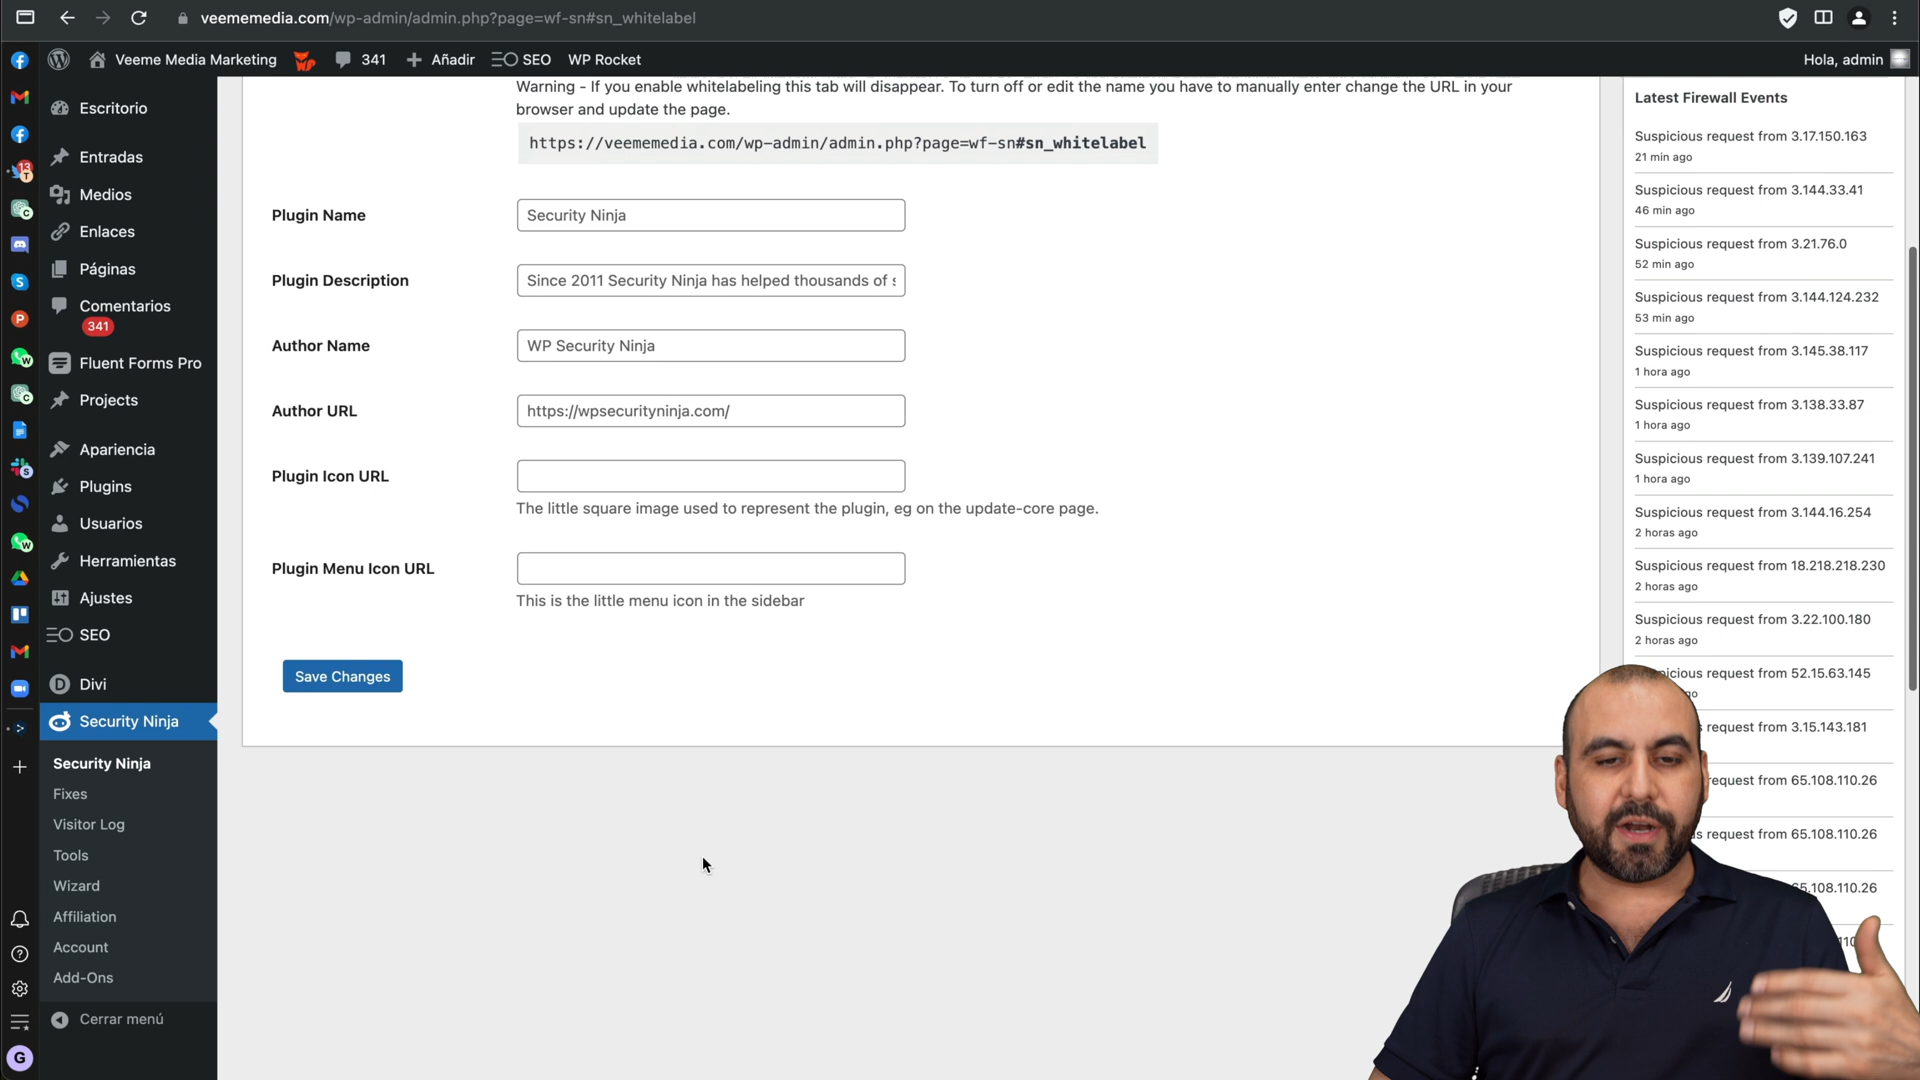 veememedia.com/wp-admin/admin.php?page=wf-sn#sn_whitelabel
Veeme Media Marketing
341
Añadir
SEO
WP Rocket
Hola, admin
Escritorio
Entradas
Medios
Enlaces
Páginas
Comentarios
341
Fluent Forms Pro
Projects
Apariencia
Plugins
Usuarios
Herramientas
Ajustes
SEO
Divi
Security Ninja
Security Ninja
Fixes
Visitor Log
Tools
Wizard
Affiliation
Account
Add-Ons
Cerrar menú
13
G
Warning - If you enable whitelabeling this tab will disappear. To turn off or edit the name you have to manually enter change the URL in your
browser and update the page.
https://veememedia.com/wp-admin/admin.php?page=wf-sn#sn_whitelabel
Plugin Name
Security Ninja
Plugin Description
Since 2011 Security Ninja has helped thousands of s
Author Name
WP Security Ninja
Author URL
https://wpsecurityninja.com/
Plugin Icon URL
The little square image used to represent the plugin, eg on the update-core page.
Plugin Menu Icon URL
This is the little menu icon in the sidebar
Save Changes
Latest Firewall Events
Suspicious request from 3.17.150.163
21 min ago
Suspicious request from 3.144.33.41
46 min ago
Suspicious request from 3.21.76.0
52 min ago
Suspicious request from 3.144.124.232
53 min ago
Suspicious request from 3.145.38.117
1 hora ago
Suspicious request from 3.138.33.87
1 hora ago
Suspicious request from 3.139.107.241
1 hora ago
Suspicious request from 3.144.16.254
2 horas ago
Suspicious request from 18.218.218.230
2 horas ago
Suspicious request from 3.22.100.180
2 horas ago
request from 52.15.63.145
request from 3.15.143.181
request from 65.108.110.26
request from 65.108.110.26